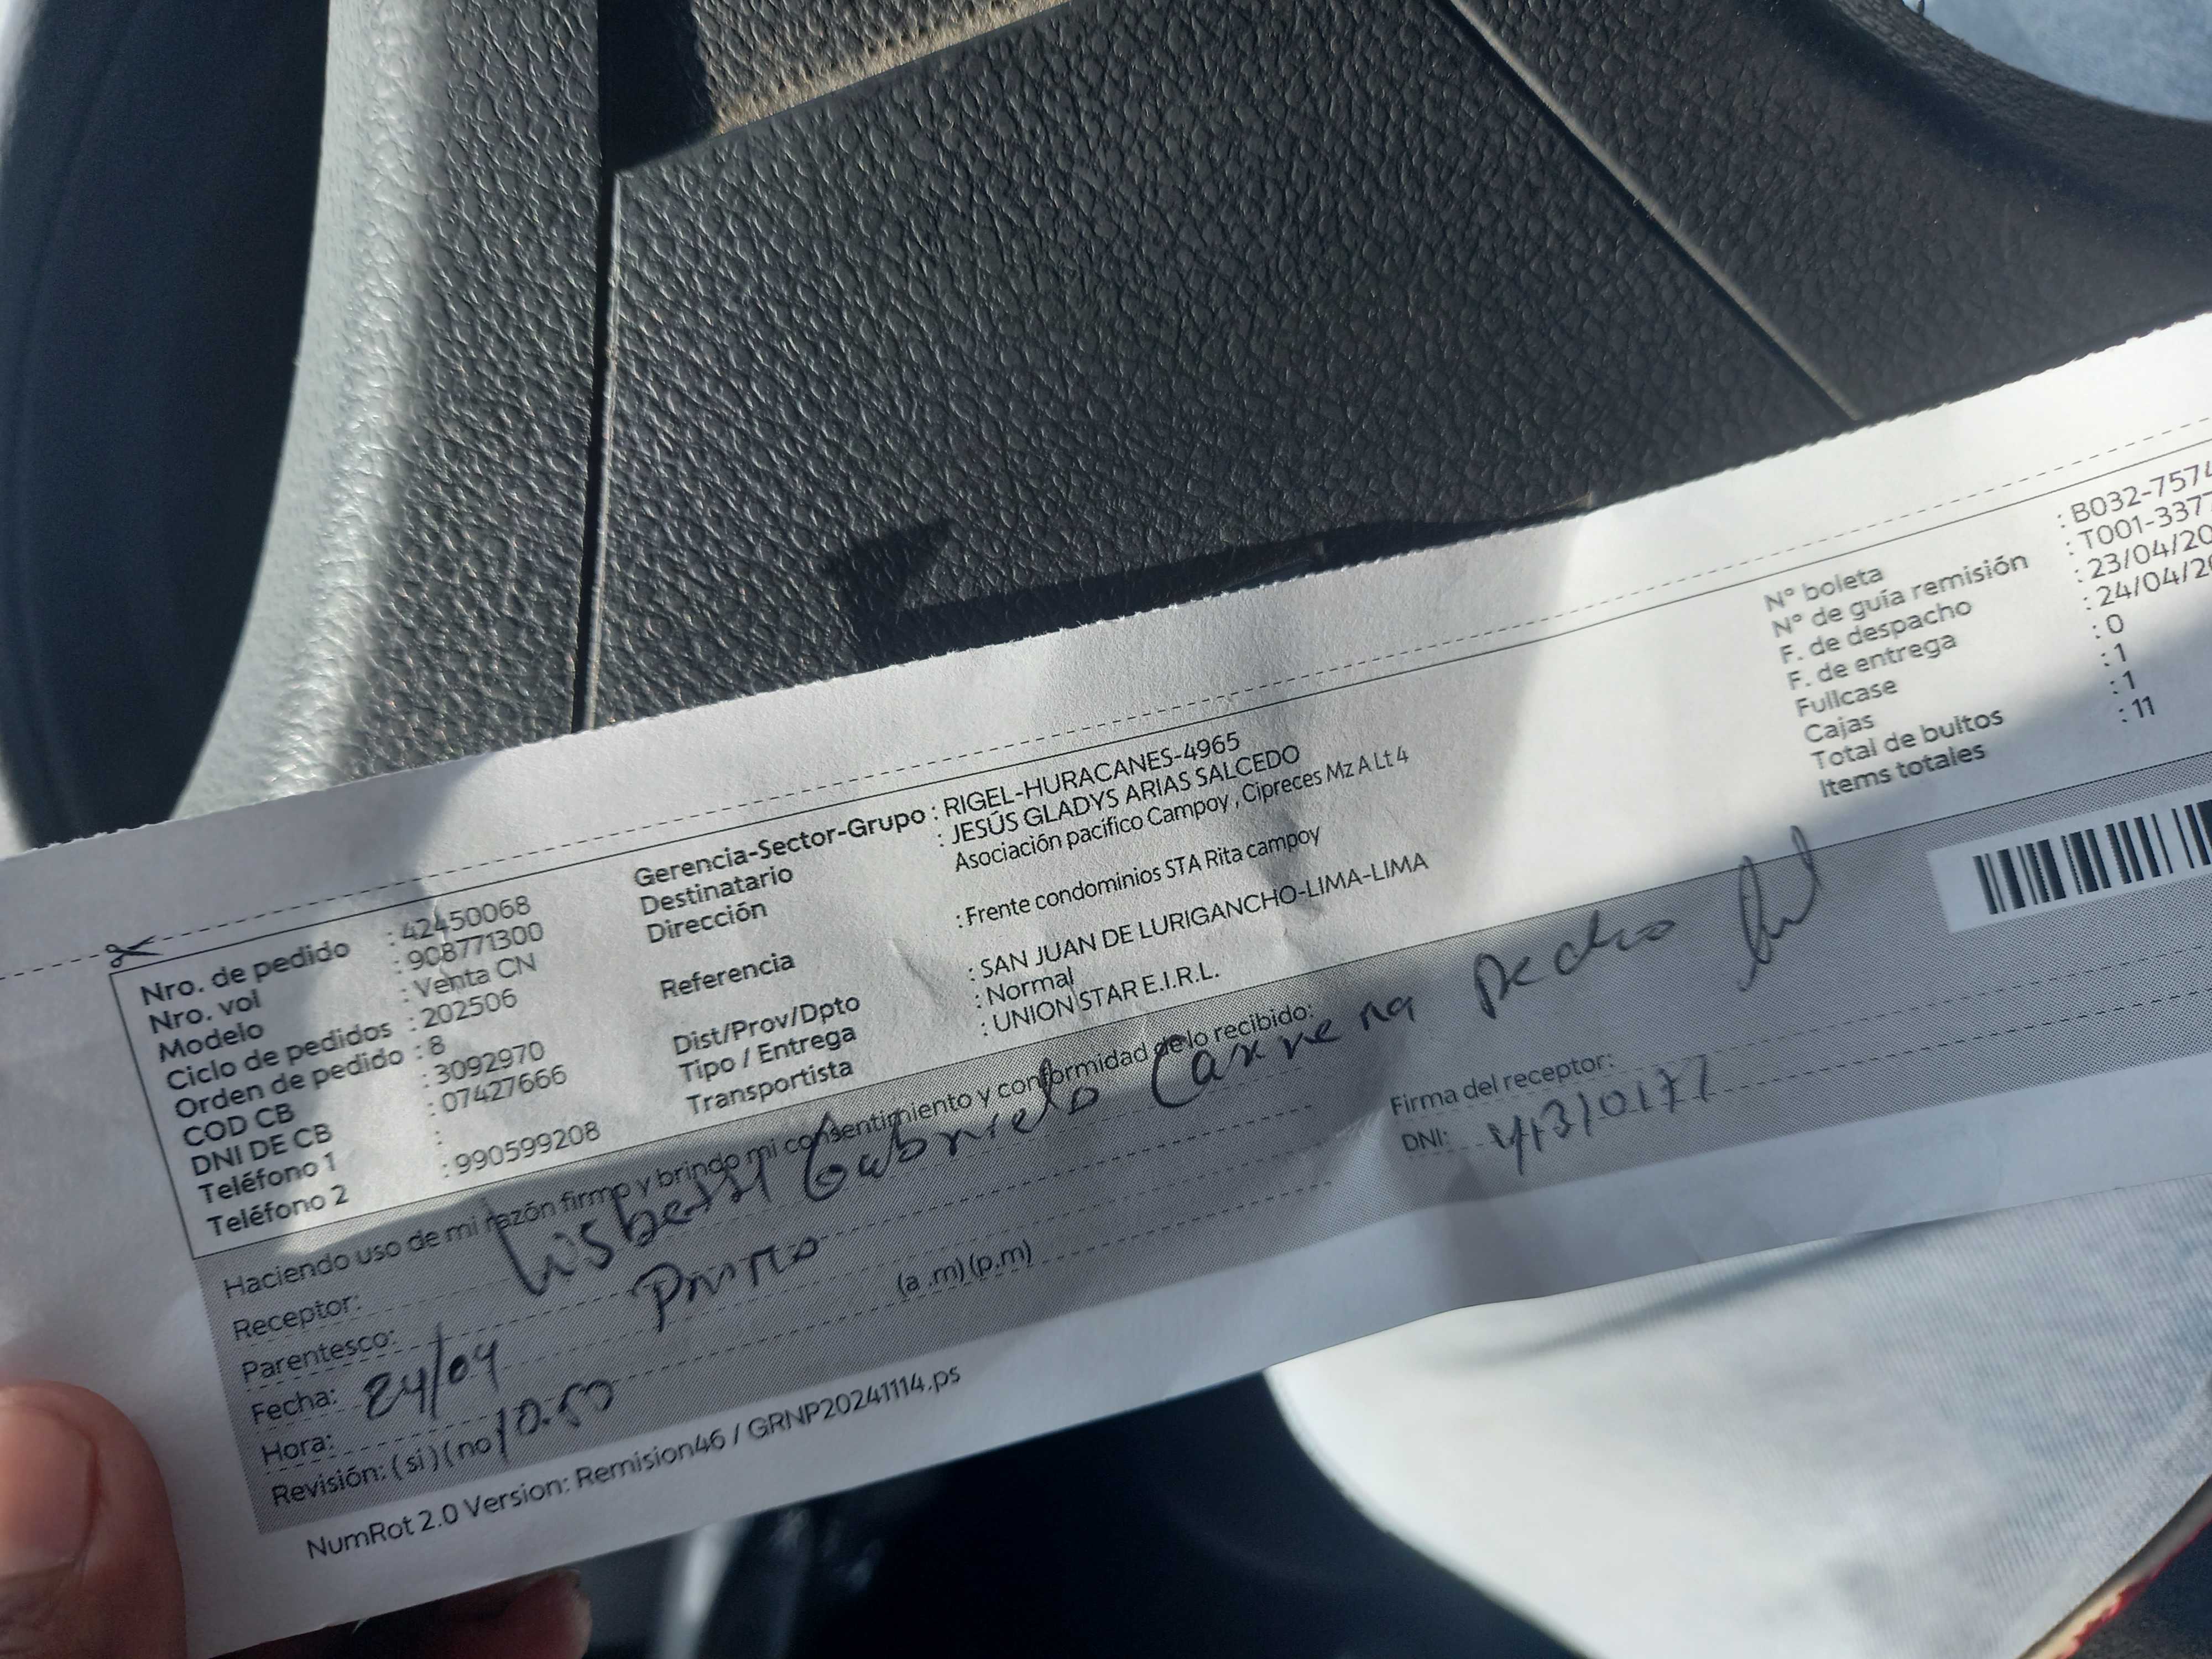 Nro. de pedido : 42450068
Nro. vol : 908771300
Modelo : Venta CN
Ciclo de pedidos : 202506
Orden de pedido : 8
COD CB : 3092970
DNI DE CB : 07427666
Teléfono 1 :
Teléfono 2 : 990599208
Gerencia-Sector-Grupo : RIGEL-HURACANES-4965
Destinatario : JESÚS GLADYS ARIAS SALCEDO
Dirección Asociación pacifico Campoy , Cipreces Mz A Lt 4
Referencia : Frente condominios STA Rita campoy
Dist/Prov/Dpto : SAN JUAN DE LURIGANCHO-LIMA-LIMA
Tipo / Entrega : Normal
Transportista : UNION STAR E.I.R.L.
N° boleta : B032-757
N° de guía remisión : T001-337
F. de despacho : 23/04/20
F. de entrega : 24/04/20
Fullcase : 0
Cajas : 1
Total de bultos : 1
Items totales : 11
Haciendo uso de mi razón firmo y brindo mi consentimiento y conformidad de lo recibido:
Receptor:
Parentesco:
Fecha: 24/04
Hora: (a .m) (p.m)
Revisión: ( si ) ( no 10.50
Firma del receptor:
DNI:
NumRot 2.0 Version: Remision46 / GRNP20241114.ps